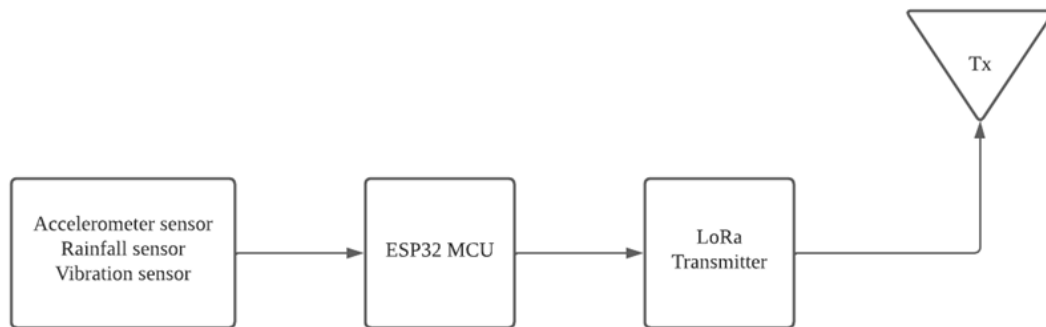 Tx
Accelerometer sensor
Rainfall sensor
Vibration sensor
ESP32 MCU
LoRa
Transmitter